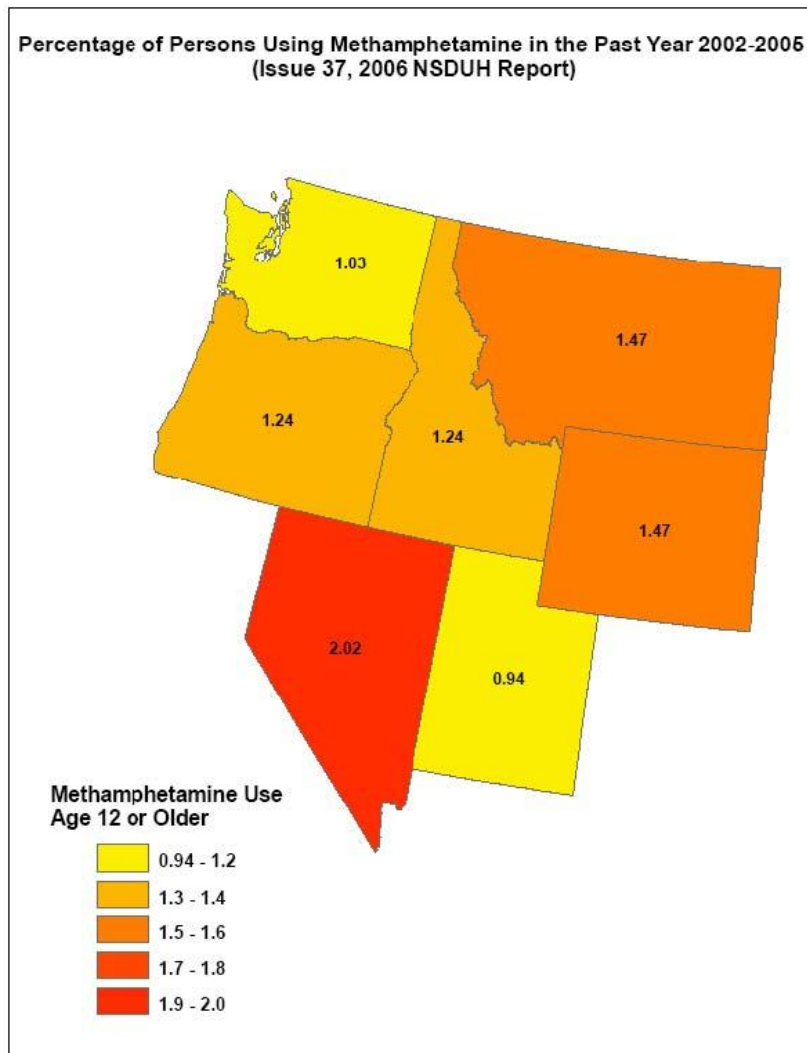 Percentage of Persons Using Methamphetamine in the Past Year 2002-2005
(Issue 37, 2006 NSDUH Report)
1.03
1.47
1.24
1.24
1.47
2.02
0.94
Methamphetamine Use
Age 12 or Older
0.94 - 1.2
1.3 - 1.4
1.5 - 1.6
1.7 - 1.8
1.9 - 2.0